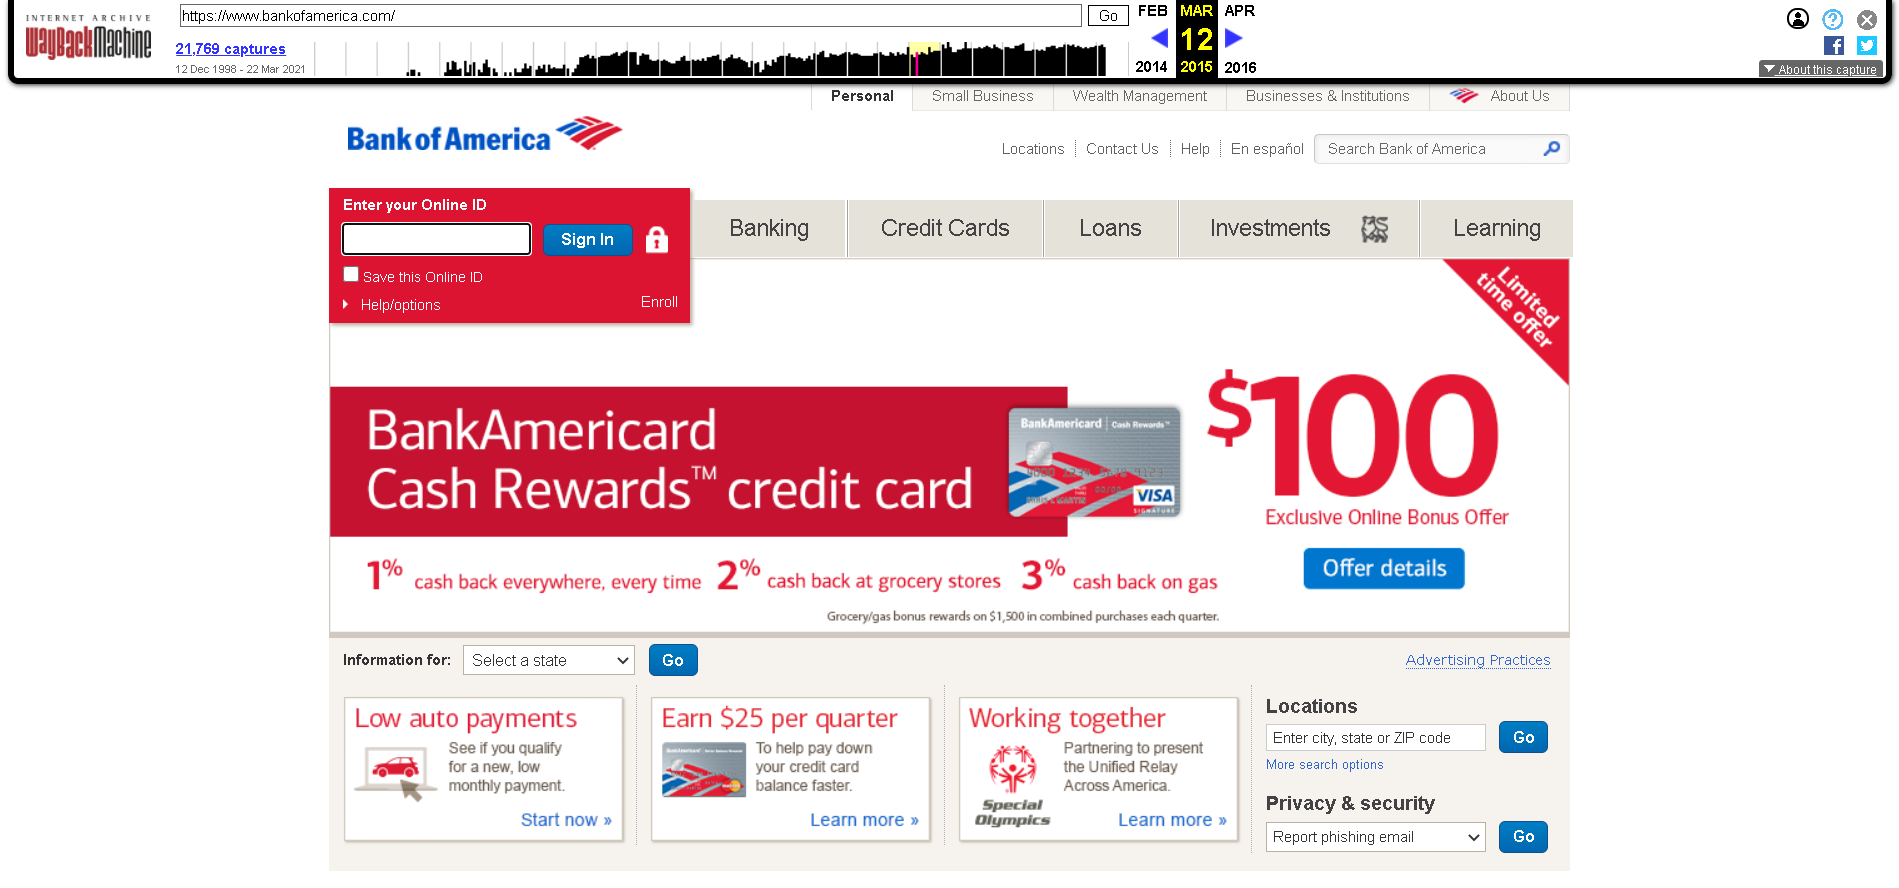 INTERNET ARCHIVE
WayBackMachine
https://www.bankofamerica.com/
Go
FEB MAR APR
21,769 captures
12
12 Dec 1998 - 22 Mar 2021
2014 2015 2016
About this capture
Personal
Small Business
Wealth Management
Businesses & Institutions
About Us
Bank of America
Locations
Contact Us
Help
En español
Search Bank of America
Enter your Online ID
Sign In
Save this Online ID
Help/options
Enroll
Banking
Credit Cards
Loans
Investments
Learning
Limited
time offer
BankAmericard
Cash Rewards™ credit card
BankAmericard Cash Rewards™
VISA
SIGNATURE
$100
Exclusive Online Bonus Offer
Offer details
1% cash back everywhere, every time 2% cash back at grocery stores 3% cash back on gas
Grocery/gas bonus rewards on $1,500 in combined purchases each quarter.
Information for:
Select a state
Go
Advertising Practices
Low auto payments
See if you qualify
for a new, low
monthly payment.
Start now »
Earn $25 per quarter
To help pay down
your credit card
balance faster.
Learn more »
Working together
Partnering to present
the Unified Relay
Across America.
Special
Olympics
Learn more »
Locations
Enter city, state or ZIP code
Go
More search options
Privacy & security
Report phishing email
Go